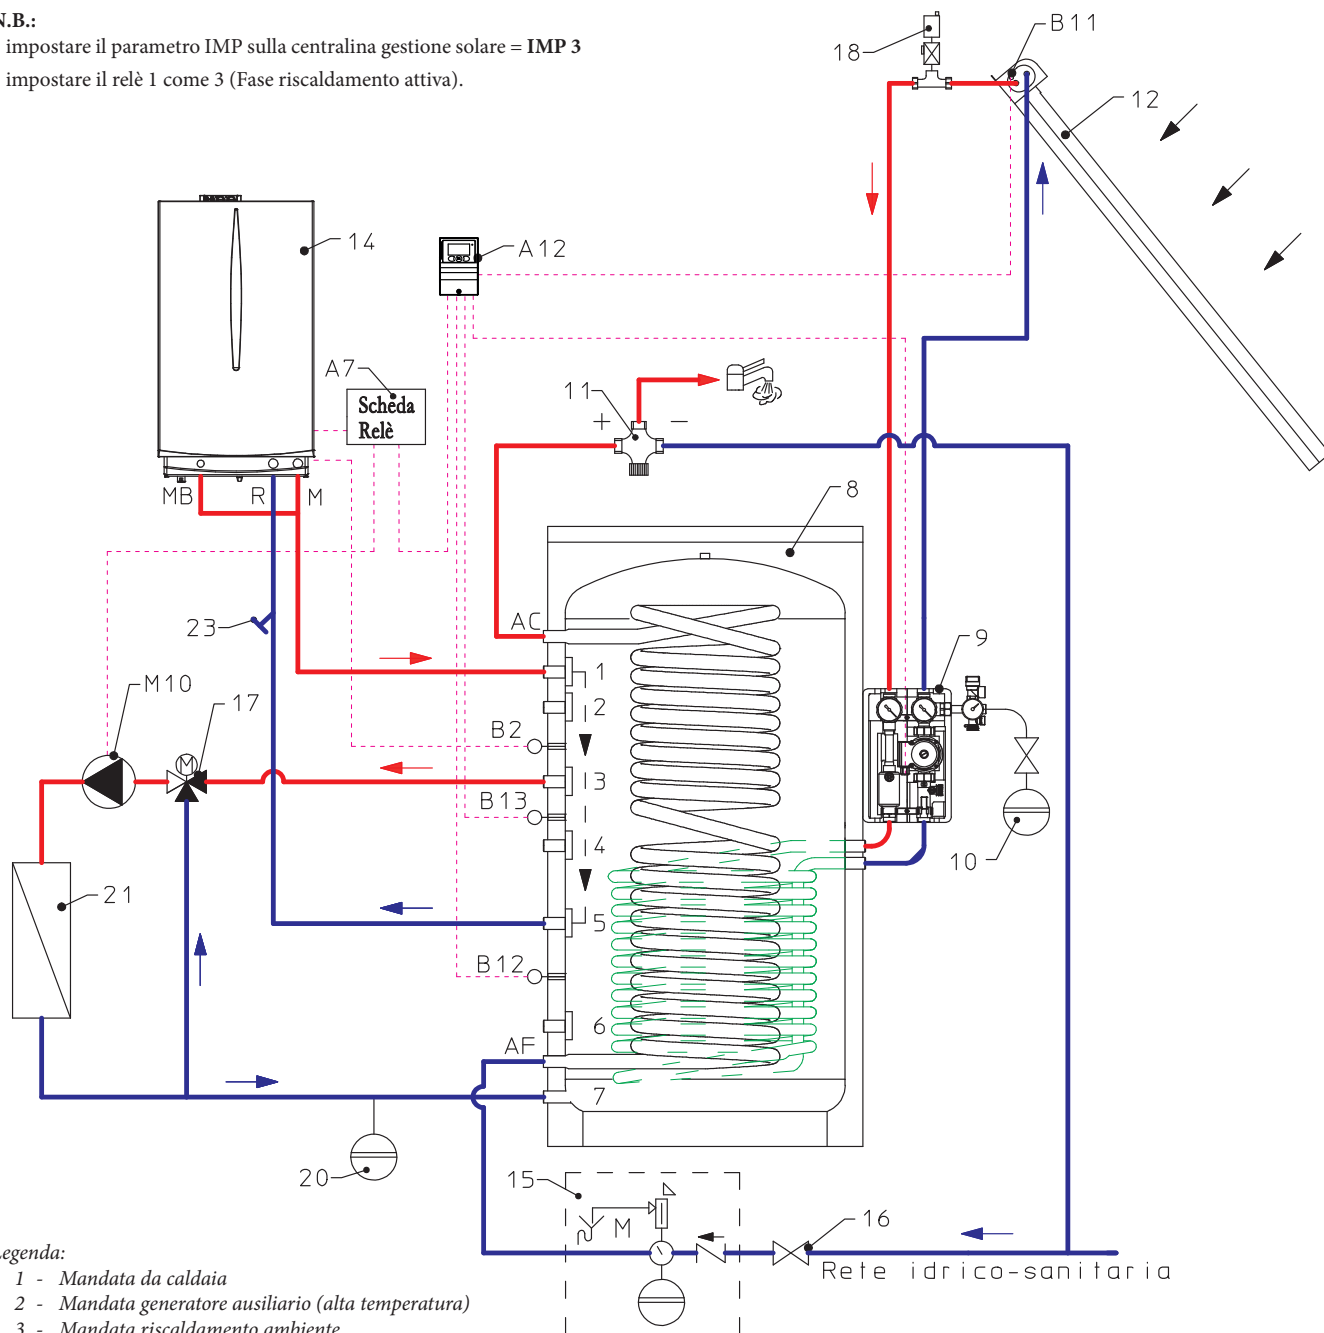 N.B.:
impostare il parametro IMP sulla centralina gestione solare = IMP 3
impostare il relè 1 come 3 (Fase riscaldamento attiva).
18
B11
12
14
A12
A7
Scheda
Relè
11
+
−
MB
R
M
8
AC
23
1
9
M10
17
2
B2
M
3
B13
4
10
21
5
B12
6
AF
7
20
15
M
16
Rete idrico-sanitaria
Legenda:
1 - Mandata da caldaia
2 - Mandata generatore ausiliario (alta temperatura)
3 - Mandata riscaldamento ambiente